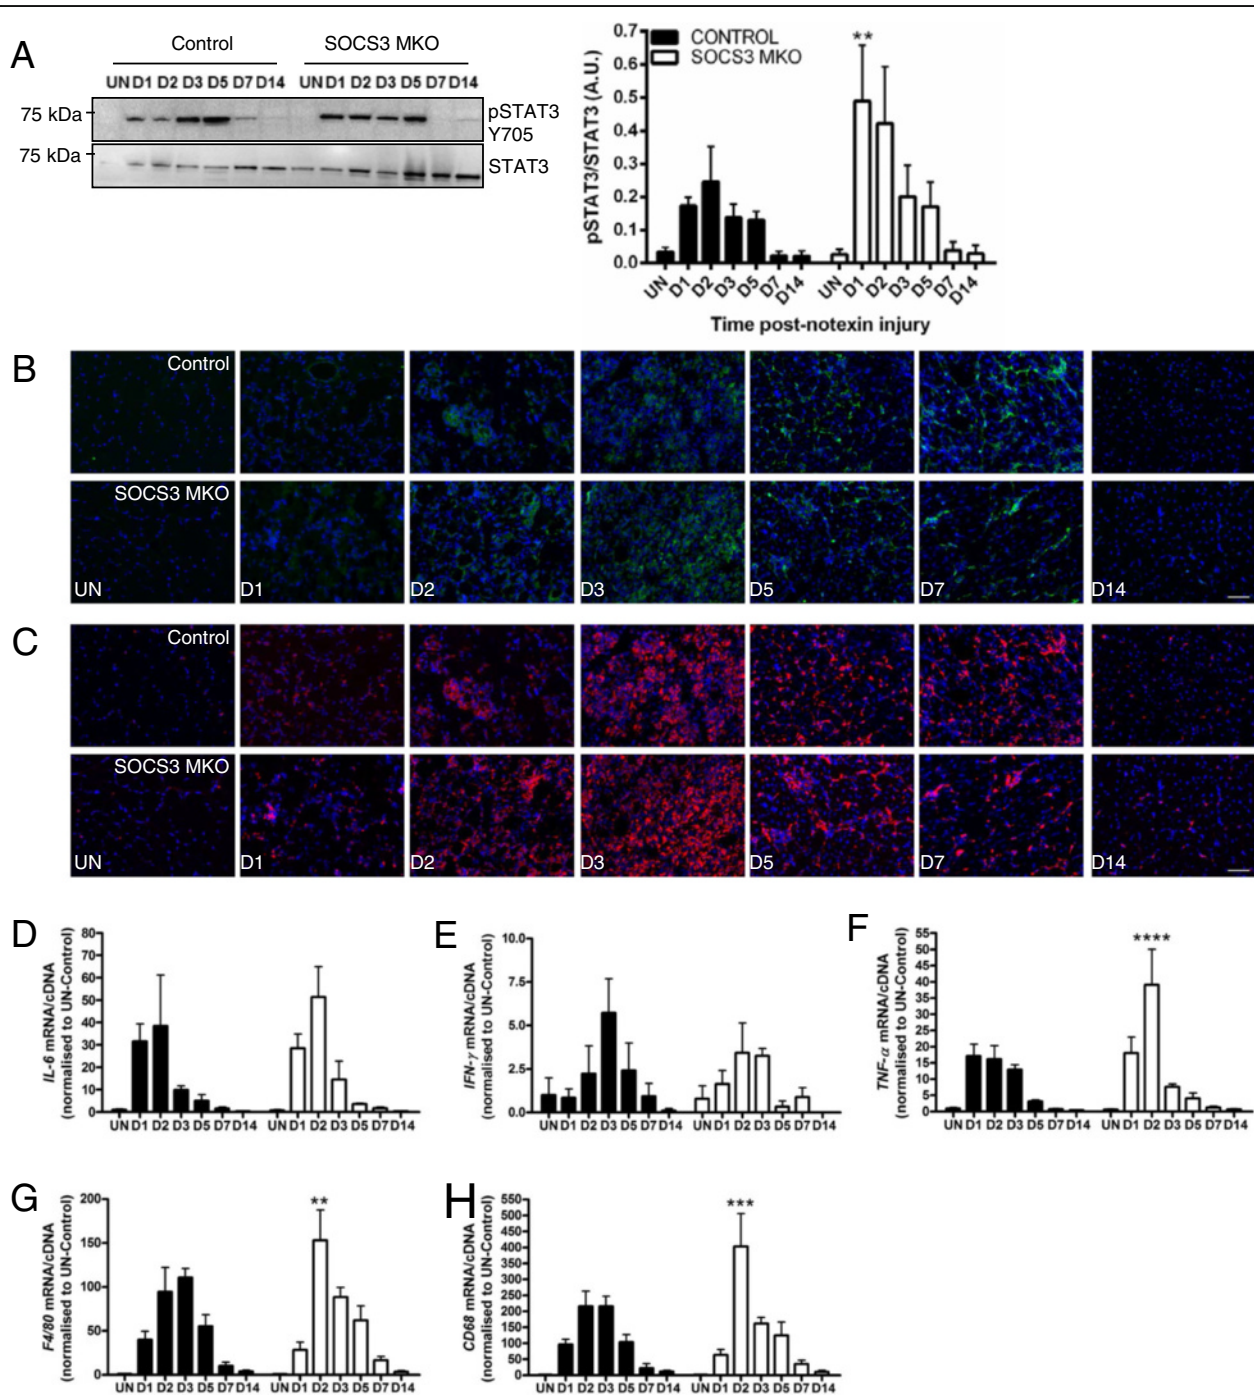 A
Control SOCS3 MKO
UN D1 D2 D3 D5 D7 D14 UN D1 D2 D3 D5 D7 D14
75 kDa
pSTAT3
Y705
75 kDa
STAT3
**
CONTROL
SOCS3 MKO
pSTAT3/STAT3 (A.U.)
0.7
0.6
0.5
0.4
0.3
0.2
0.1
0.0
UN D1 D2 D3 D5 D7 D14 UN D1 D2 D3 D5 D7 D14
Time post-notexin injury
B
Control
SOCS3 MKO
UN D1 D2 D3 D5 D7 D14
C
Control
SOCS3 MKO
UN D1 D2 D3 D5 D7 D14
D
IL-6 mRNA/cDNA
(normalised to UN-Control)
80
70
60
50
40
30
20
10
0
UN D1 D2 D3 D5 D7 D14 UN D1 D2 D3 D5 D7 D14
E
IFN-γ mRNA/cDNA
(normalised to UN-Control)
10.0
7.5
5.0
2.5
0.0
UN D1 D2 D3 D5 D7 D14 UN D1 D2 D3 D5 D7 D14
F
TNF-α mRNA/cDNA
(normalised to UN-Control)
55
50
45
40
35
30
25
20
15
10
5
0
****
UN D1 D2 D3 D5 D7 D14 UN D1 D2 D3 D5 D7 D14
G
F4/80 mRNA/cDNA
(normalised to UN-Control)
200
150
100
50
0
**
UN D1 D2 D3 D5 D7 D14 UN D1 D2 D3 D5 D7 D14
H
CD68 mRNA/cDNA
(normalised to UN-Control)
550
500
450
400
350
300
250
200
150
100
50
0
***
UN D1 D2 D3 D5 D7 D14 UN D1 D2 D3 D5 D7 D14